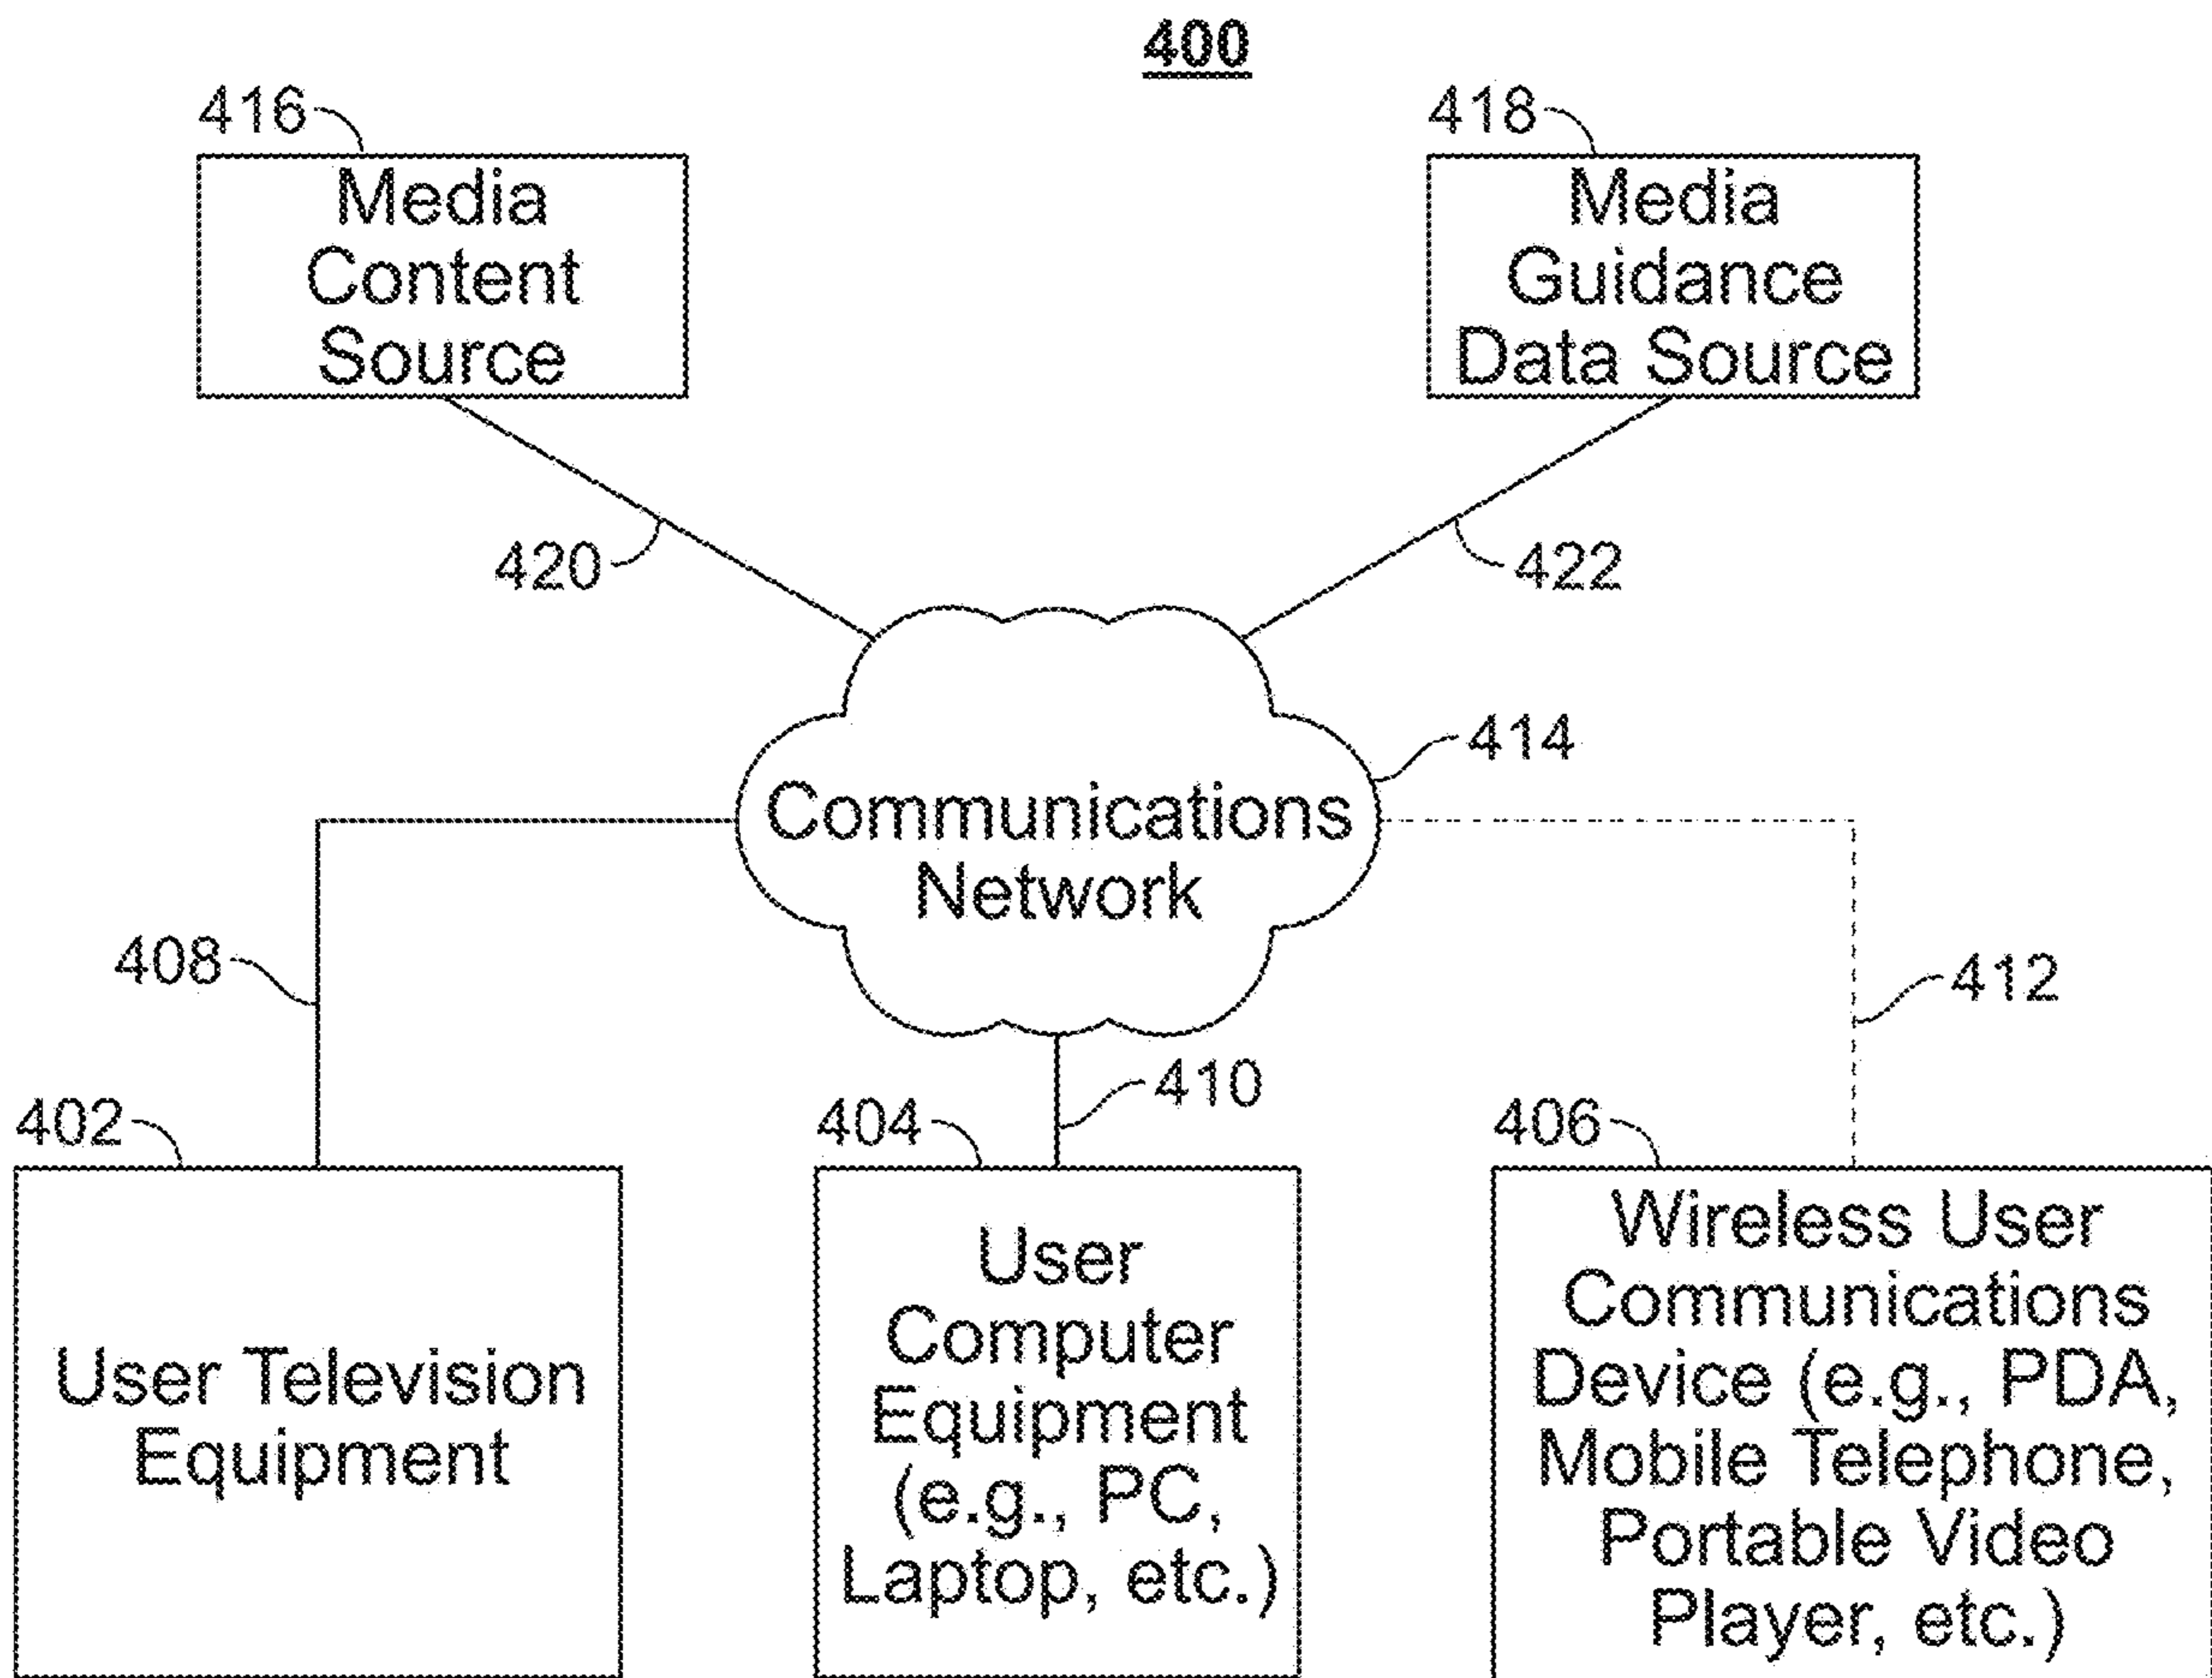 400
416
418
Media
Content
Source
Media
Guidance
Data Source
420
422
414
Communications
Network
408
412
410
402
404
406
User Television
Equipment
User
Computer
Equipment
(e.g., PC,
Laptop, etc.)
Wireless User
Communications
Device (e.g., PDA,
Mobile Telephone,
Portable Video
Player, etc.)